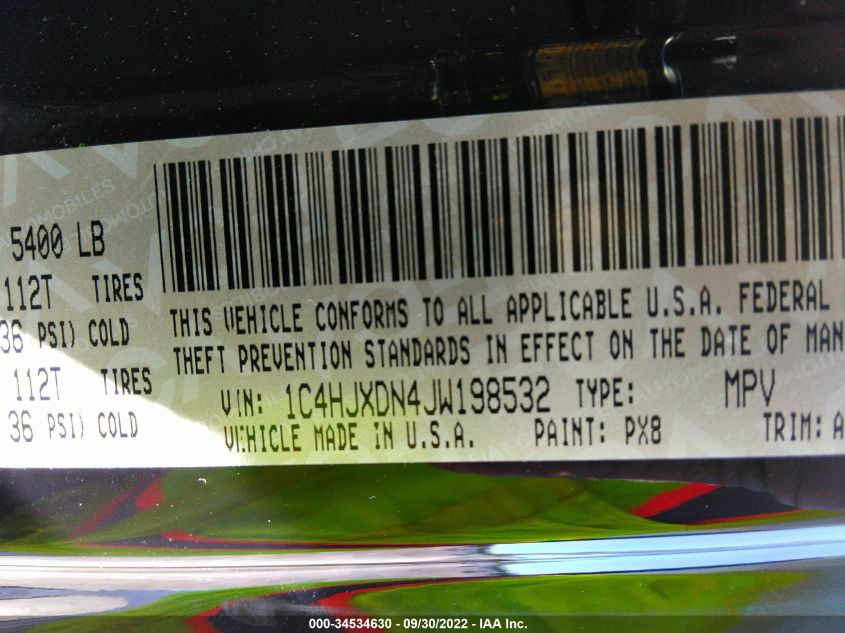 5400 LB
112T TIRES
36 PSI) COLD
112T TIRES
36 PSI) COLD
THIS VEHICLE CONFORMS TO ALL APPLICABLE U.S.A. FEDERAL
THEFT PREVENTION STANDARDS IN EFFECT ON THE DATE OF MAN
VIN: 1C4HJXDN4JW198532 TYPE: MPV
VEHICLE MADE IN U.S.A. PAINT: PX8 TRIM: A
000-34534630 - 09/30/2022 - IAA Inc.